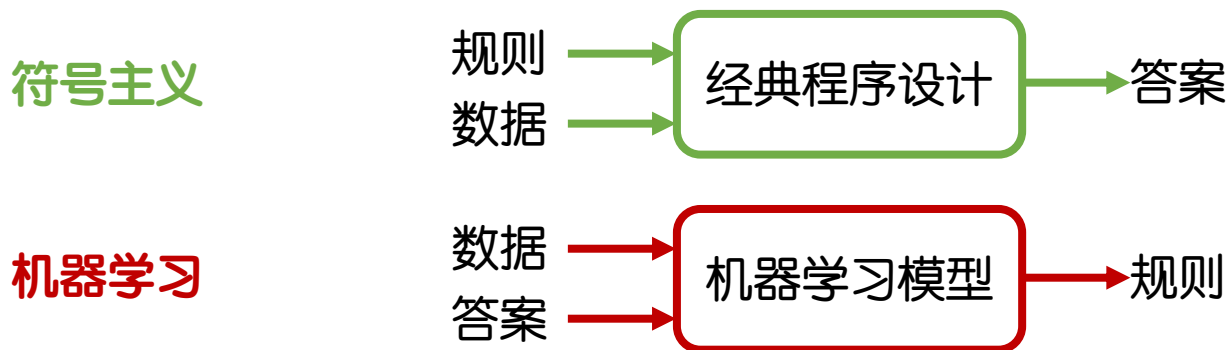 符号主义
规则
数据
经典程序设计
答案
机器学习
数据
答案
机器学习模型
规则